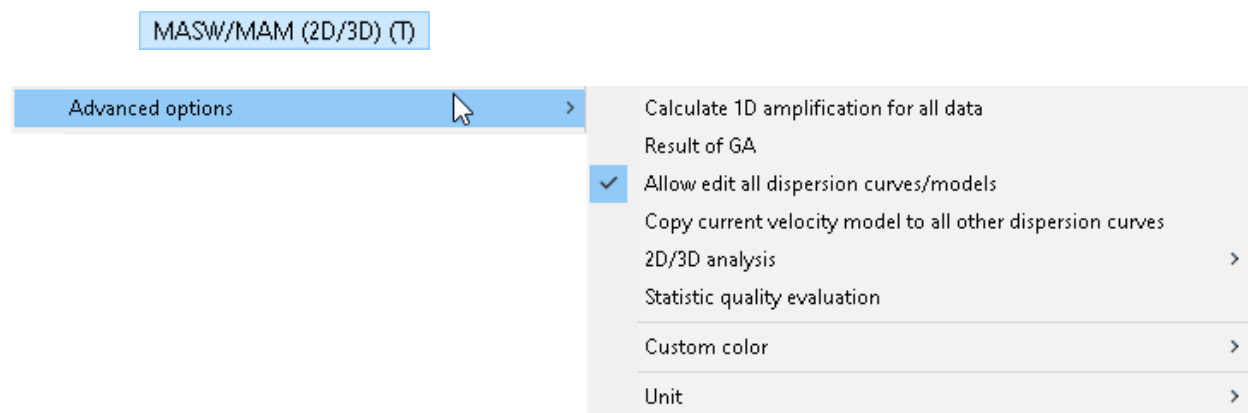 MASW/MAM (2D/3D) (T)
Advanced options
Calculate 1D amplification for all data
Result of GA
Allow edit all dispersion curves/models
Copy current velocity model to all other dispersion curves
2D/3D analysis
Statistic quality evaluation
Custom color
Unit